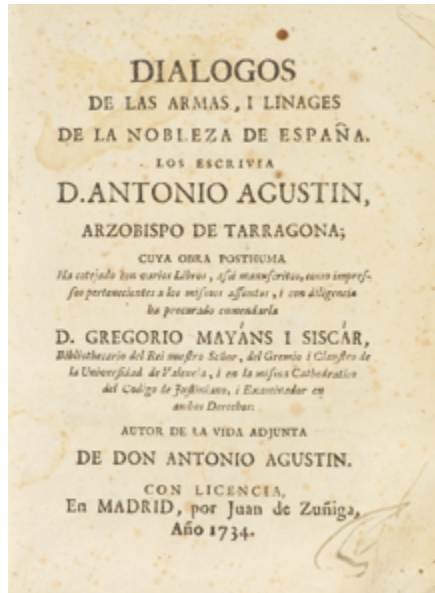 DIALOGOS
DE LAS ARMAS, I LINAGES
DE LA NOBLEZA DE ESPAÑA.
LOS ESCRIVIA
D. ANTONIO AGUSTIN,
ARZOBISPO DE TARRAGONA;
CUYA OBRA POSTHUMA
Ha cotejado con varios Libros, assi manuscritos, como impres-
sos pertenecientes a los mismos assuntos, i con diligencia
ha procurado enmendarla
D. GREGORIO MAYÁNS I SISCÁR,
Bibliothecario del Rei nuestro Señor, del Gremio i Claustro de
la Universidad de Valencia, i en la misma Cathedratico
del Codigo de Justiniano, i Examinador en
ambos Derechos:
AUTOR DE LA VIDA ADJUNTA
DE DON ANTONIO AGUSTIN.
CON LICENCIA,
En MADRID, por Juan de Zuñiga,
Año 1734.